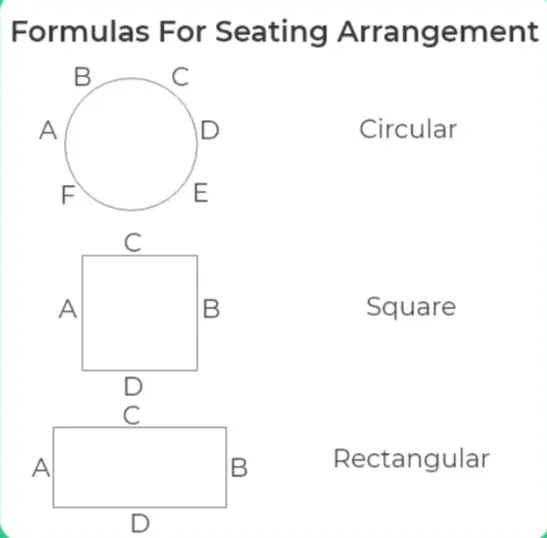 Formulas For Seating Arrangement
B C
A D Circular
F E
C
A B Square
D
C
A B Rectangular
D